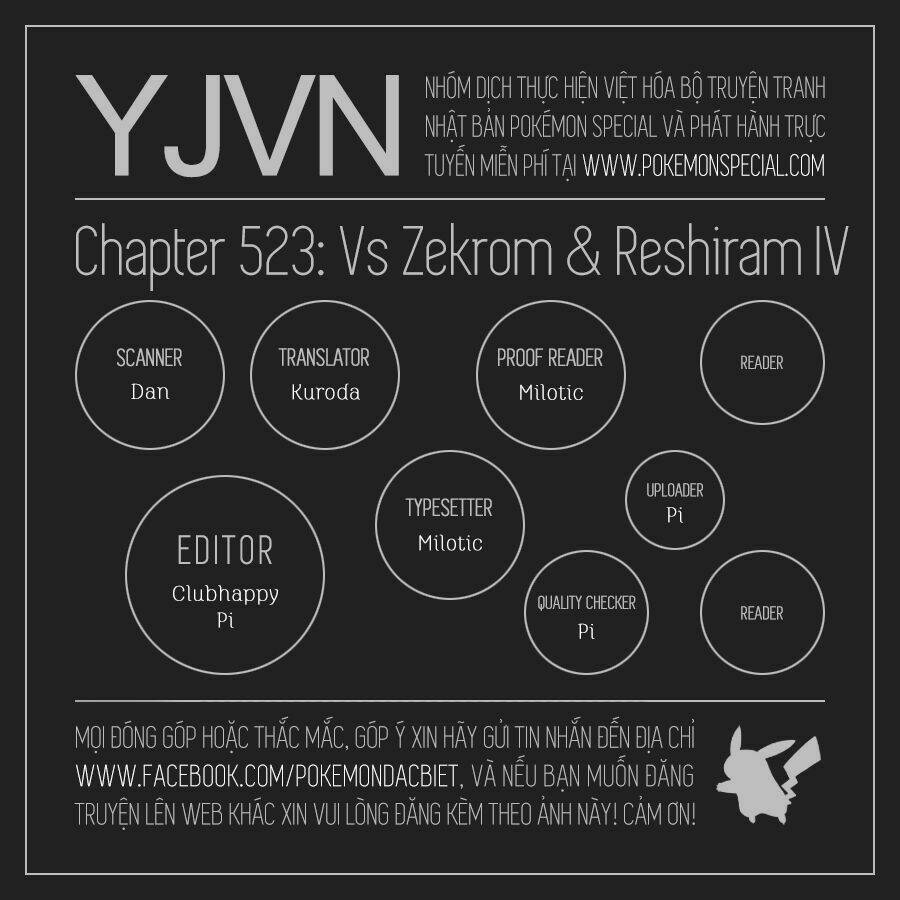 YJVN
NHÓM DỊCH THỰC HIỆN VIỆT HÓA BỘ TRUYỆN TRANH
NHẬT BẢN POKÉMON SPECIAL VÀ PHÁT HÀNH TRỰC
TUYẾN MIỄN PHÍ TẠI WWW.POKEMONSPECIAL.COM
Chapter 523: Vs Zekrom & Reshiram IV
SCANNER
Dan
TRANSLATOR
Kuroda
PROOF READER
Milotic
READER
EDITOR
Clubhappy
Pi
TYPESETTER
Milotic
UPLOADER
Pi
QUALITY CHECKER
Pi
READER
MỌI ĐÓNG GÓP HOẶC THẮC MẮC, GÓP Ý XIN HÃY GỬI TIN NHẮN ĐẾN ĐỊA CHỈ
WWW.FACEBOOK.COM/POKEMONDACBIET, VÀ NẾU BẠN MUỐN ĐĂNG
TRUYỆN LÊN WEB KHÁC XIN VUI LÒNG ĐĂNG KÈM THEO ẢNH NÀY! CẢM ƠN!